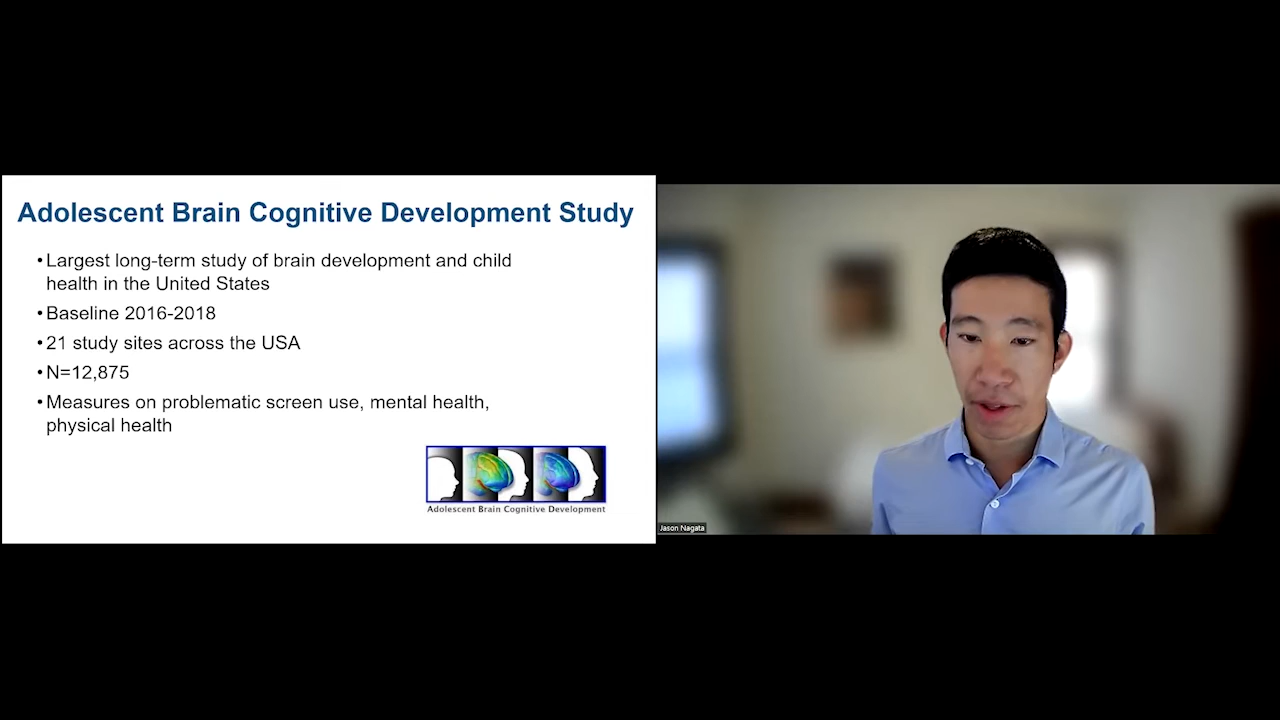 Adolescent Brain Cognitive Development Study
•Largest long-term study of brain development and child
health in the United States
•Baseline 2016-2018
•21 study sites across the USA
•N=12,875
•Measures on problematic screen use, mental health,
physical health
Adolescent Brain Cognitive Development
Jason Nagata